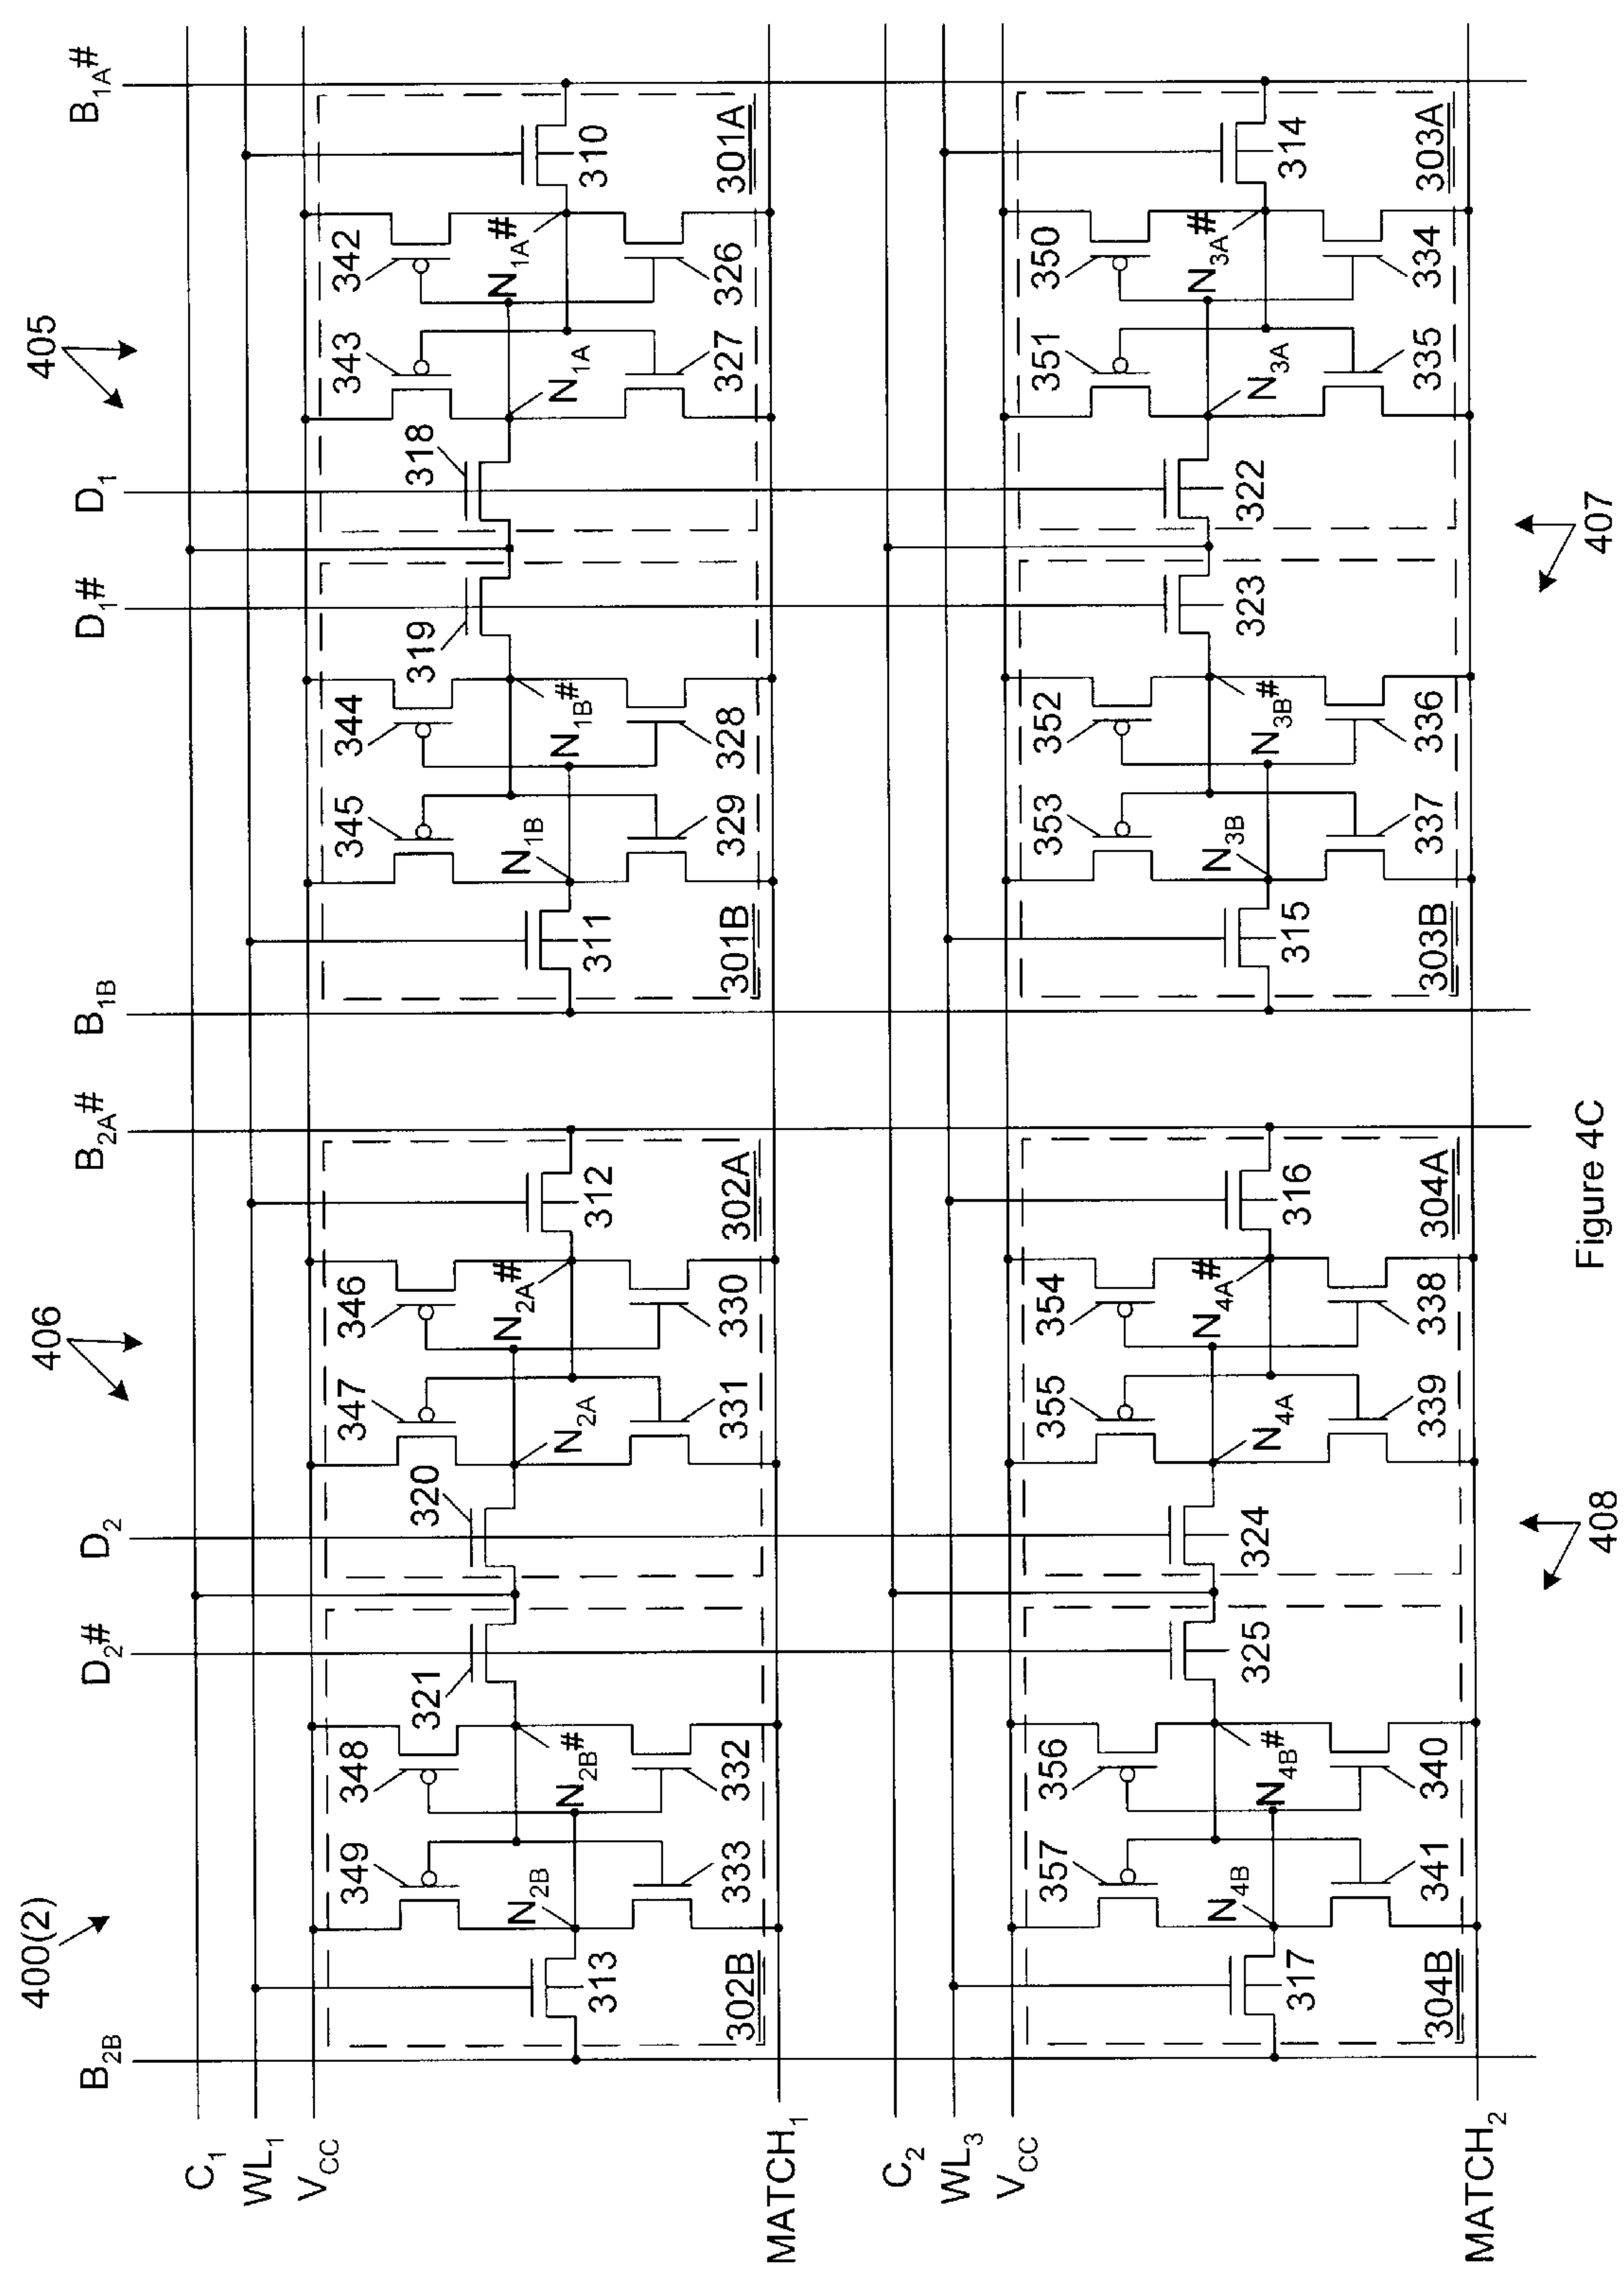 400(2)
406
405
B2B
D2#
D2
B2A#
B1B
D1#
D1
B1A#
C1
WL1
VCC
MATCH1
313
349
348
321
320
347
346
312
N2B
N2B#
N2A
N2A#
333
332
331
330
302B
302A
311
345
344
319
318
343
342
310
N1B
N1B#
N1A
N1A#
329
328
327
326
301B
301A
C2
WL3
VCC
MATCH2
317
357
356
325
324
355
354
316
N4B
N4B#
N4A
N4A#
341
340
339
338
304B
304A
315
353
352
323
322
351
350
314
N3B
N3B#
N3A
N3A#
337
336
335
334
303B
303A
408
407
Figure 4C